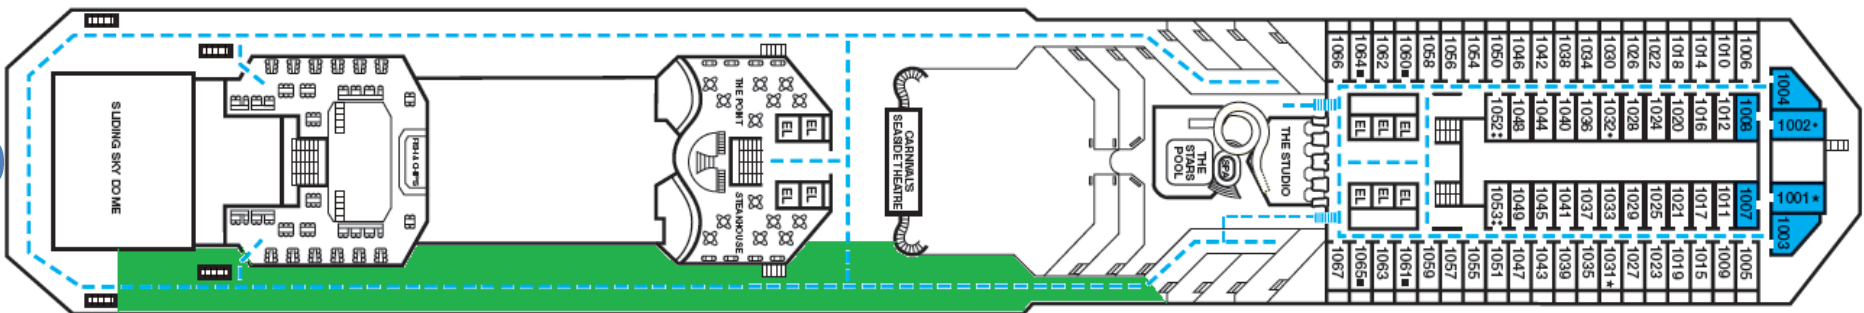 SLIDING SKY DOME
FISH & CHIPS
THE POINT
STEAKHOUSE
EL EL
EL EL
CARNIVAL'S
SEASIDE THEATRE
THE STARS
POOL
SPA
THE STUDIO
EL EL EL
EL EL EL
1066 1064■ 1062 1060■ 1058 1056 1054 1050 1046 1042 1038 1034 1030 1026 1022 1018 1014 1010 1006
1052‡ 1048 1044 1040 1036 1032* 1028 1024 1020 1016 1012 1008
1004
1002*
1001★
1003
1053‡ 1049 1045 1041 1037 1033 1029 1025 1021 1017 1011 1007
1067 1065■ 1063 1061■ 1059 1057 1055 1051 1047 1043 1039 1035 1031★ 1027 1023 1019 1015 1009 1005